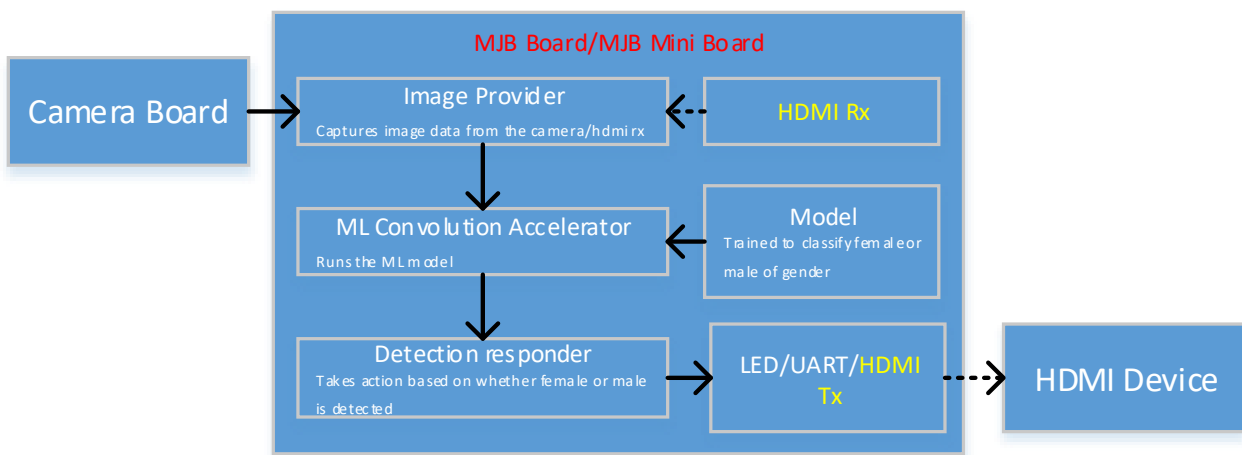 MJB Board/MJB Mini Board
Camera Board
Image Provider
Captures image data from the camera/hdmi rx
HDMI Rx
ML Convolution Accelerator
Runs the ML model
Model
Trained to classify female or
male of gender
Detection responder
Takes action based on whether female or male
is detected
LED/UART/HDMI
Tx
HDMI Device